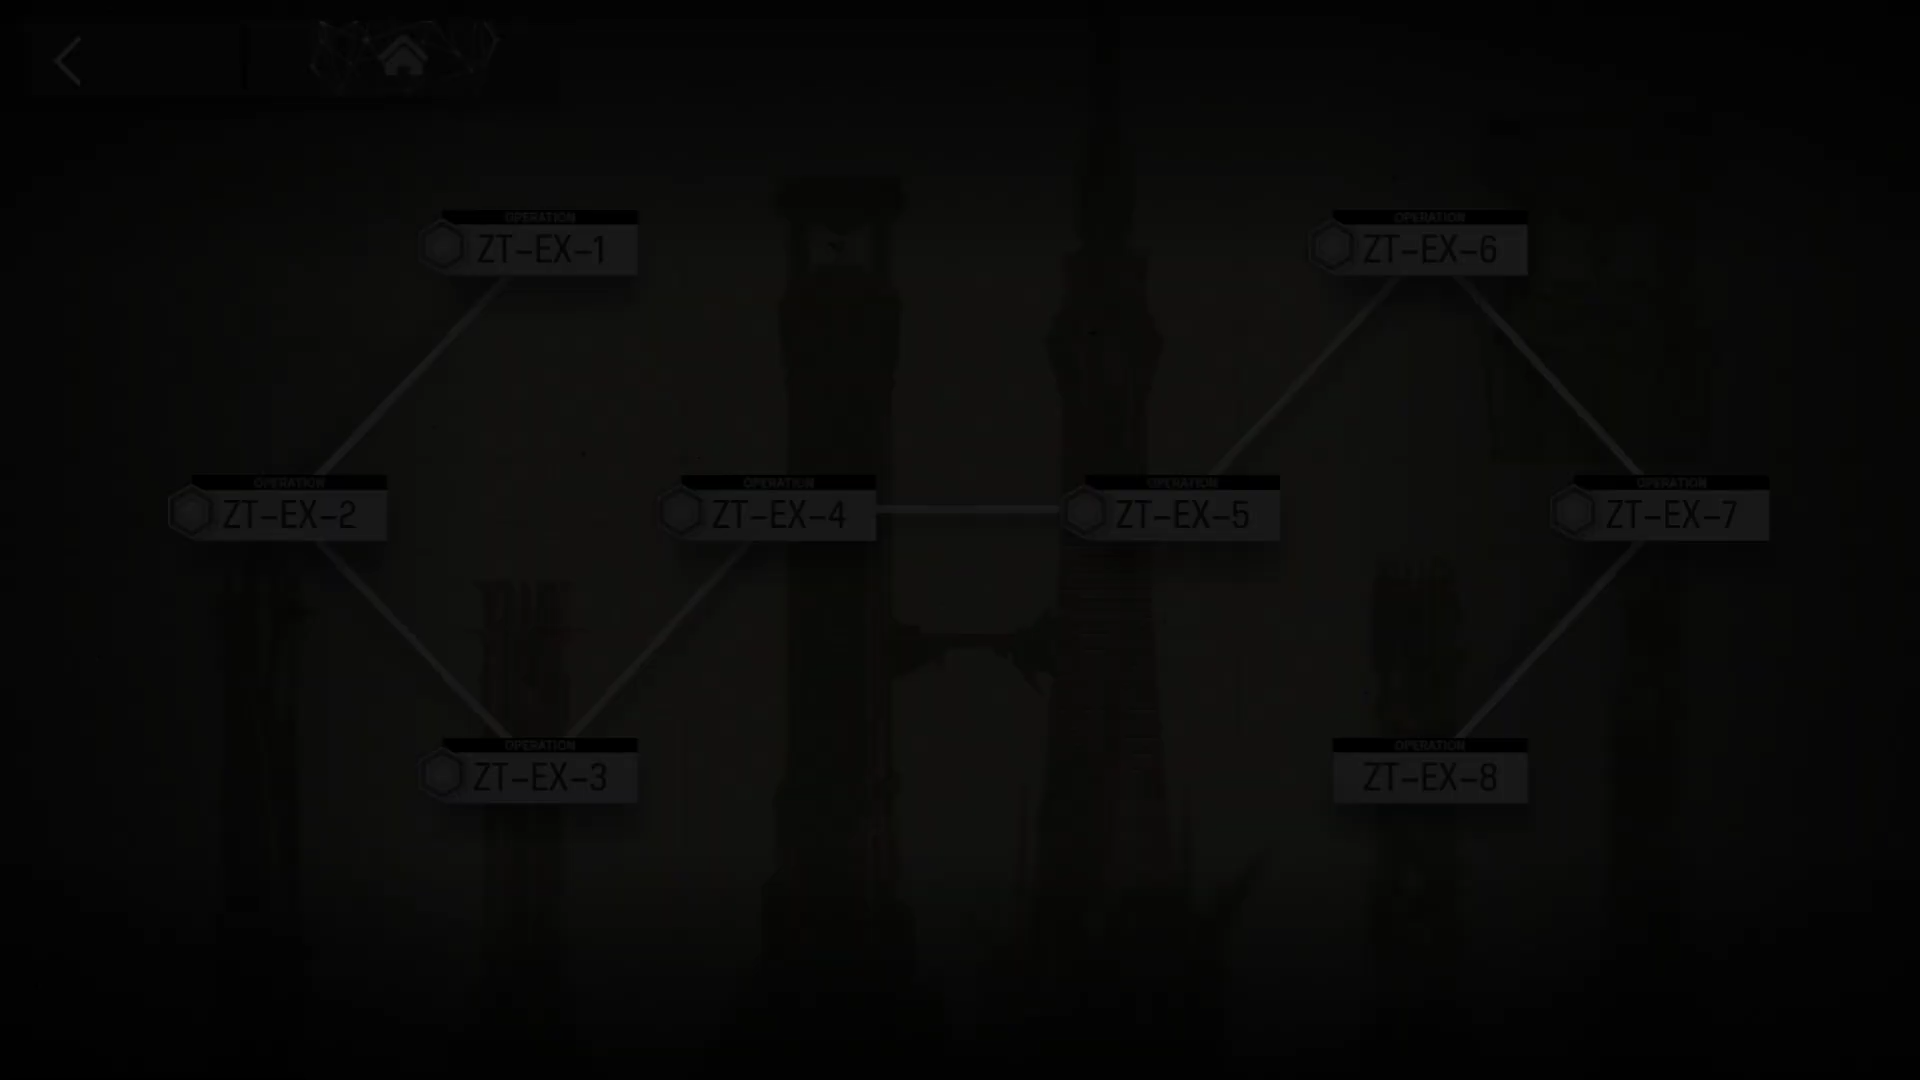 OPERATION
ZT-EX-1
OPERATION
ZT-EX-6
OPERATION
ZT-EX-2
OPERATION
ZT-EX-4
OPERATION
ZT-EX-5
OPERATION
ZT-EX-7
OPERATION
ZT-EX-3
OPERATION
ZT-EX-8